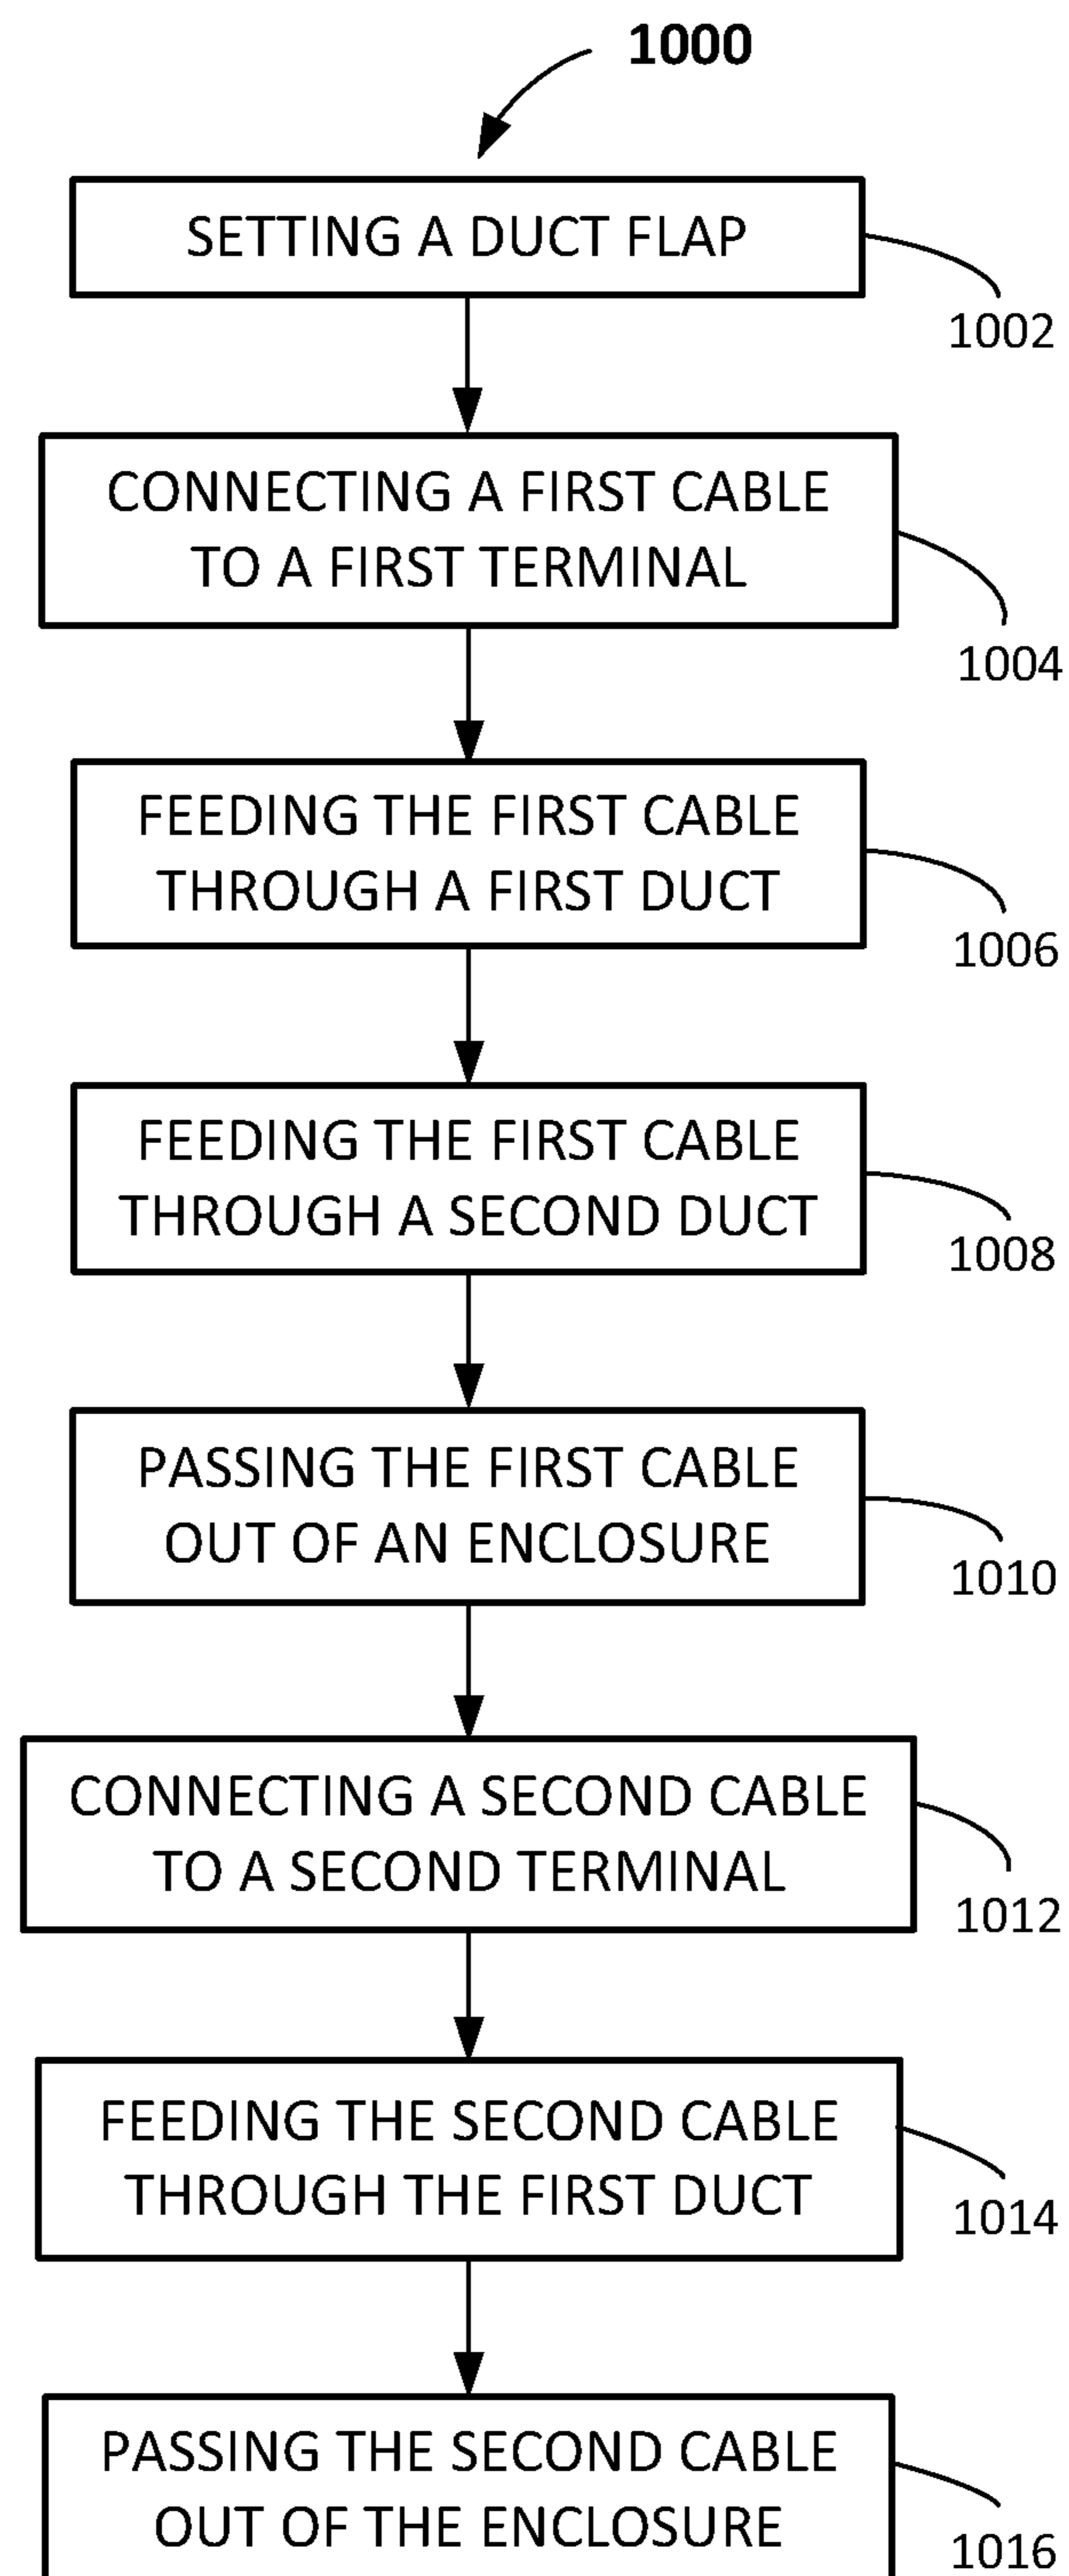 1000
SETTING A DUCT FLAP
1002
CONNECTING A FIRST CABLE
TO A FIRST TERMINAL
1004
FEEDING THE FIRST CABLE
THROUGH A FIRST DUCT
1006
FEEDING THE FIRST CABLE
THROUGH A SECOND DUCT
1008
PASSING THE FIRST CABLE
OUT OF AN ENCLOSURE
1010
CONNECTING A SECOND CABLE
TO A SECOND TERMINAL
1012
FEEDING THE SECOND CABLE
THROUGH THE FIRST DUCT
1014
PASSING THE SECOND CABLE
OUT OF THE ENCLOSURE
1016